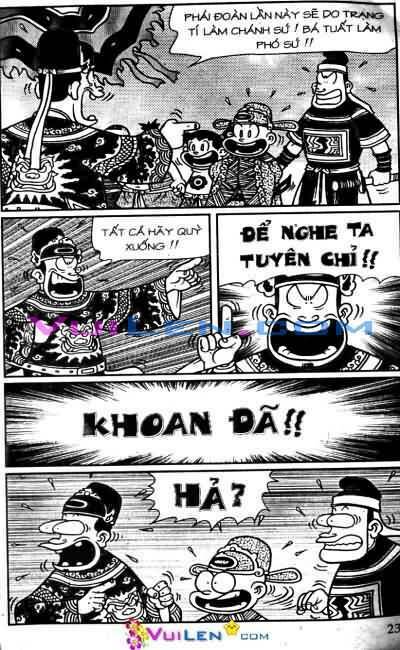 PHÁI ĐOÀN LẦN NÀY SẼ DO TRẠNG
TÍ LÀM CHÁNH SỨ ! BÁ TUẤT LÀM
PHÓ SỨ !!
TẤT CẢ HÃY QUỲ
XUỐNG !!
ĐỂ NGHE TA
TUYÊN CHỈ !!
VUILEN.COM
KHOAN ĐÃ!!
HẢ?
23
VUILEN.COM